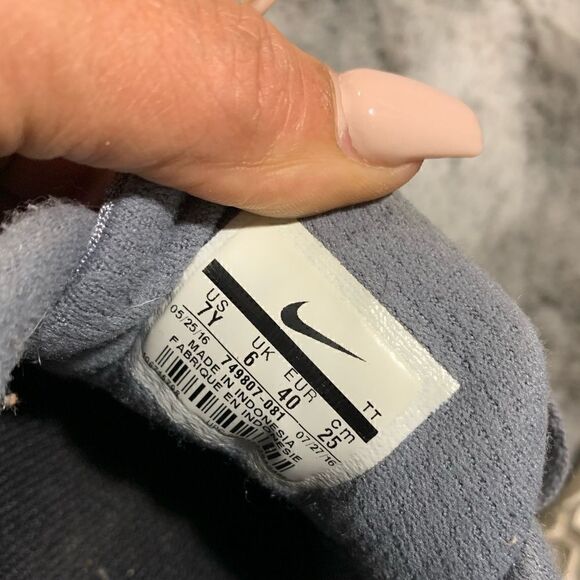 TT
US UK EUR cm
7Y 6 40 25
05/25/16 749807-081 07/27/16
MADE IN INDONESIA
FABRIQUE EN INDONESIE